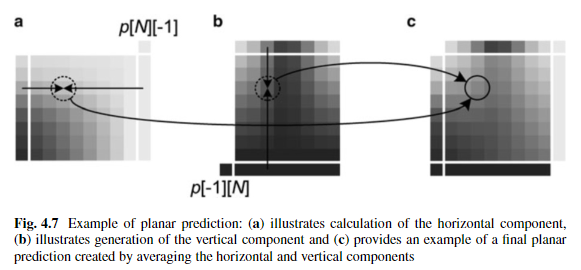 a
p[N][-1]
b
c
p[-1][N]
Fig. 4.7 Example of planar prediction: (a) illustrates calculation of the horizontal component,
(b) illustrates generation of the vertical component and (c) provides an example of a final planar
prediction created by averaging the horizontal and vertical components